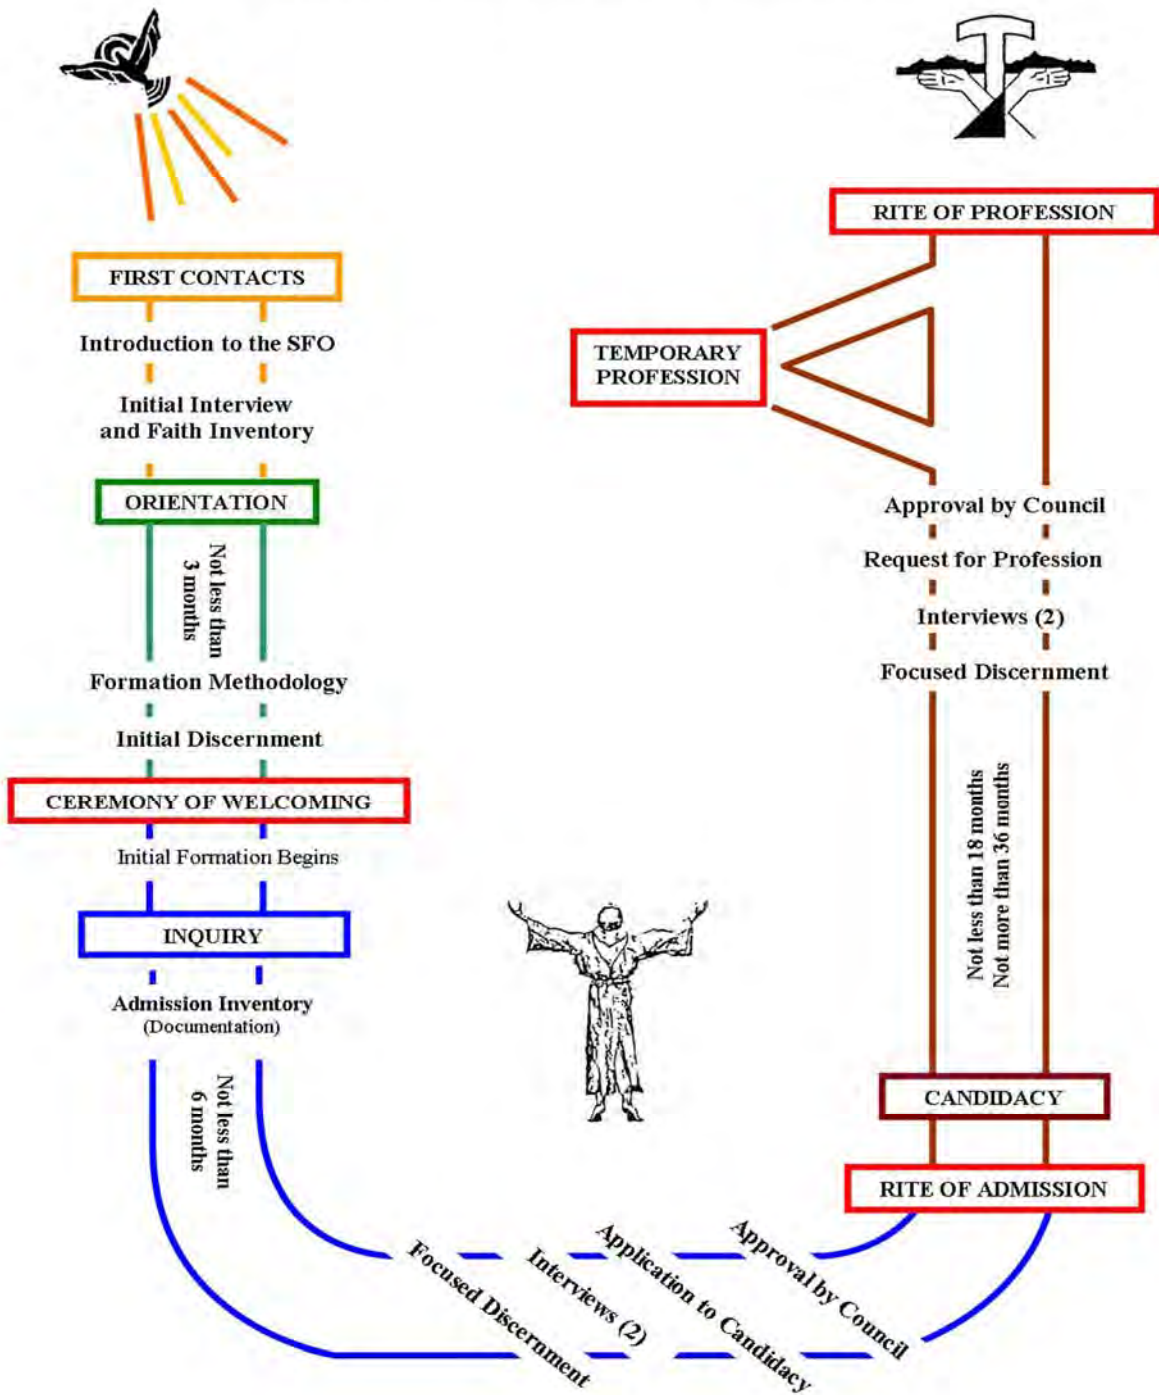 FIRST CONTACTS
Introduction to the SFO
Initial Interview
and Faith Inventory
ORIENTATION
Not less than
3 months
Formation Methodology
Initial Discernment
CEREMONY OF WELCOMING
Initial Formation Begins
INQUIRY
Admission Inventory
(Documentation)
Not less than
6 months
Focused Discernment
Interviews (2)
Application to Candidacy
Approval by Council
RITE OF ADMISSION
CANDIDACY
Not less than 18 months
Not more than 36 months
Focused Discernment
Interviews (2)
Request for Profession
Approval by Council
TEMPORARY
PROFESSION
RITE OF PROFESSION